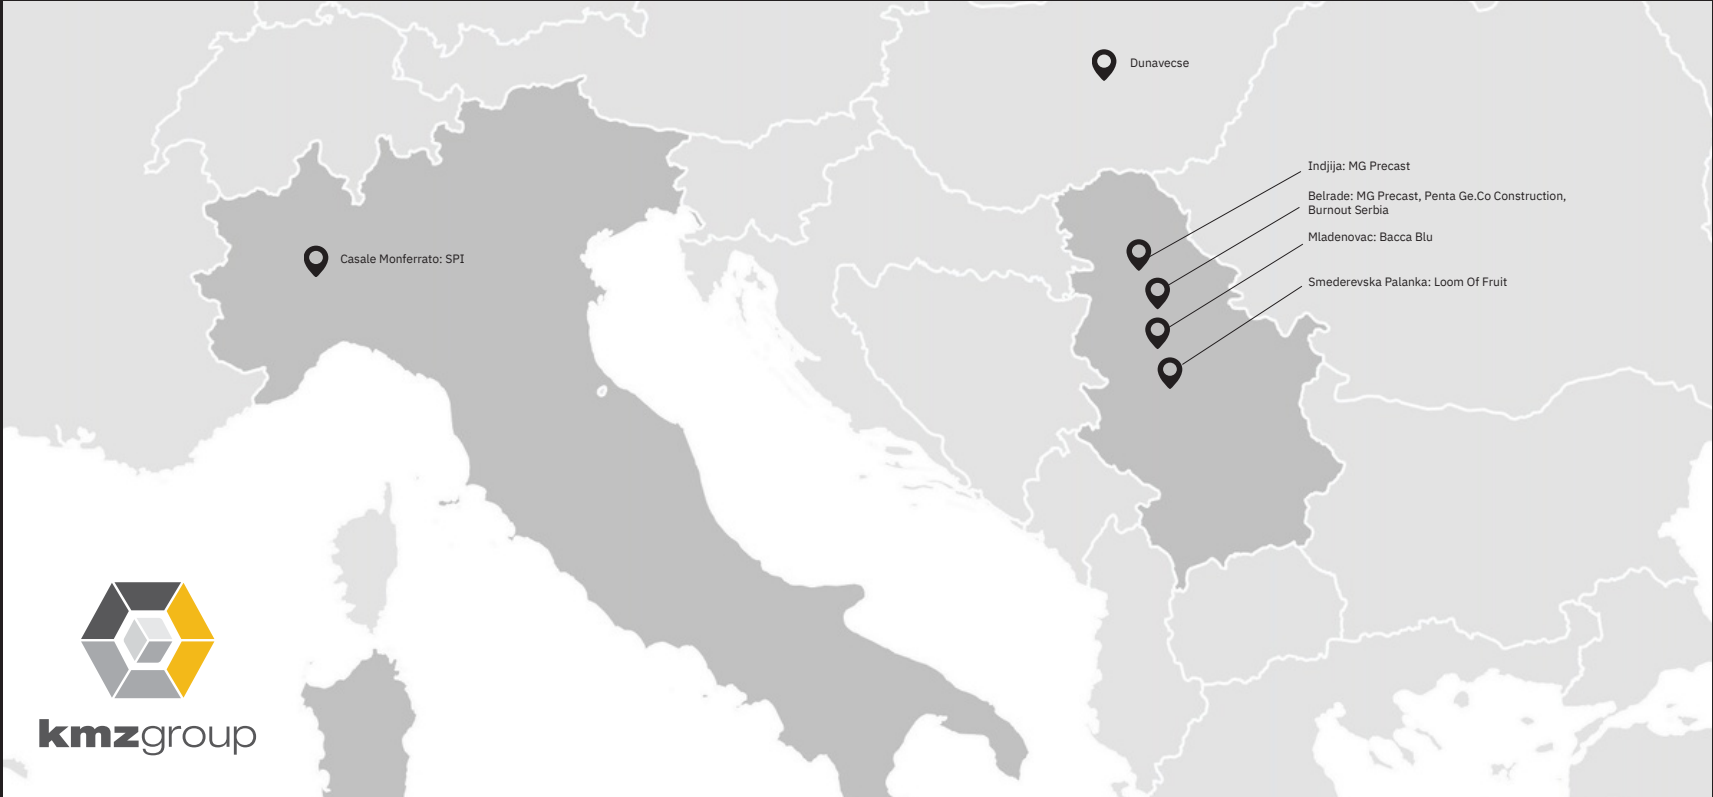 Dunavecse
Indjija: MG Precast
Belrade: MG Precast, Penta Ge.Co Construction,
Burnout Serbia
Mladenovac: Bacca Blu
Casale Monferrato: SPI
Smederevska Palanka: Loom Of Fruit
kmzgroup